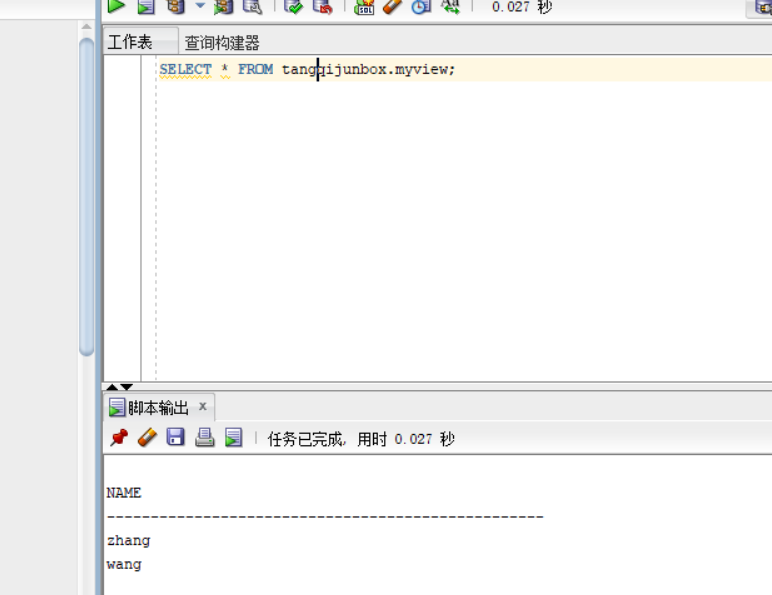 0.027 秒
工作表 查询构建器
SELECT * FROM tangqijunbox.myview;
脚本输出 x
任务已完成, 用时 0.027 秒
NAME
--------------------------------------------------
zhang
wang